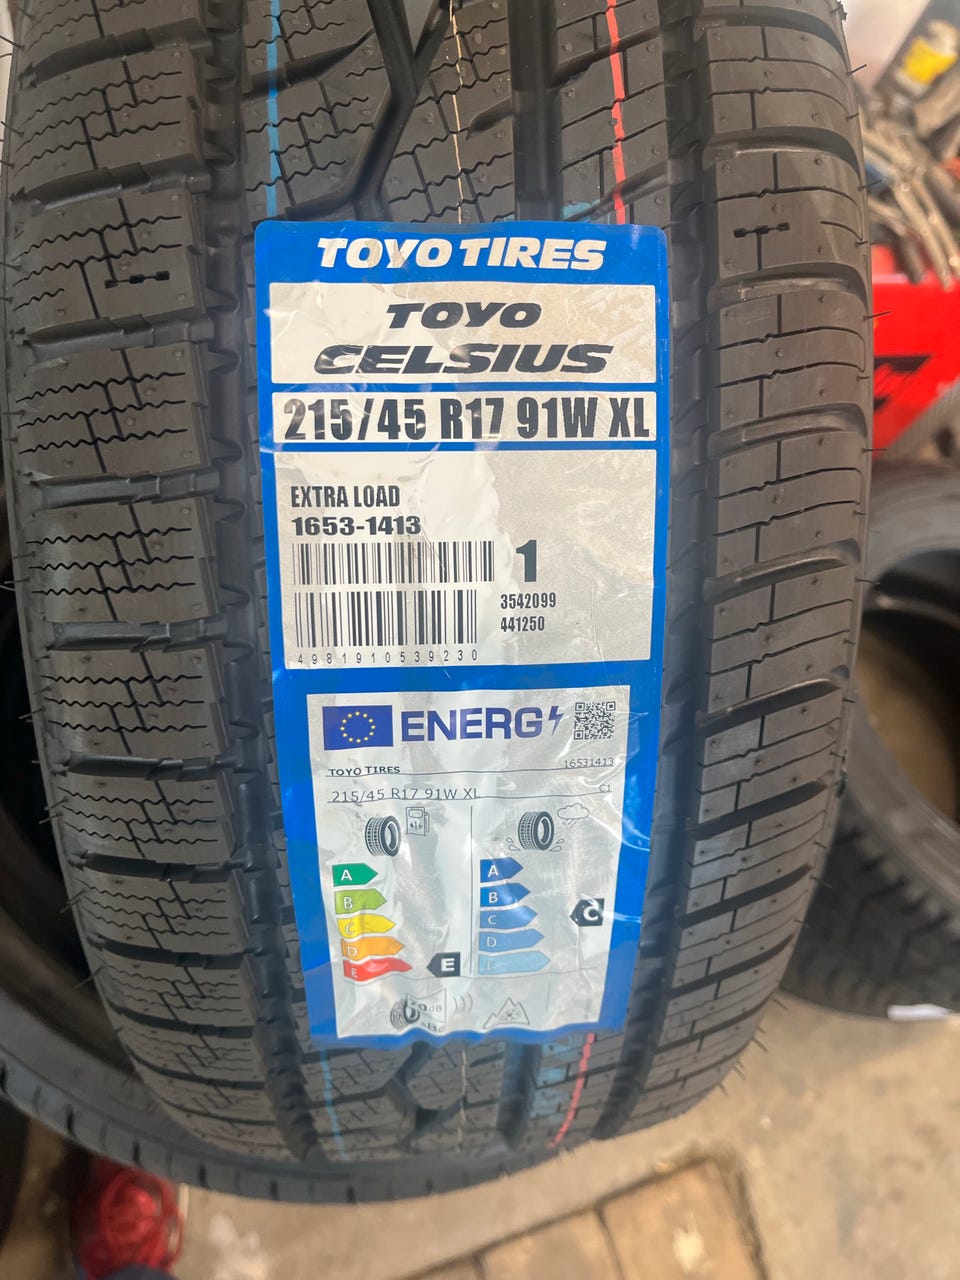 TOYO TIRES
TOYO
CELSIUS
215/45 R17 91W XL
EXTRA LOAD
1653-1413
1
3542099
441250
4981910539230
ENERG
TOYO TIRES 16531413
215/45 R17 91W XL C1
A A
B B
C C C
D D
E E E
dB